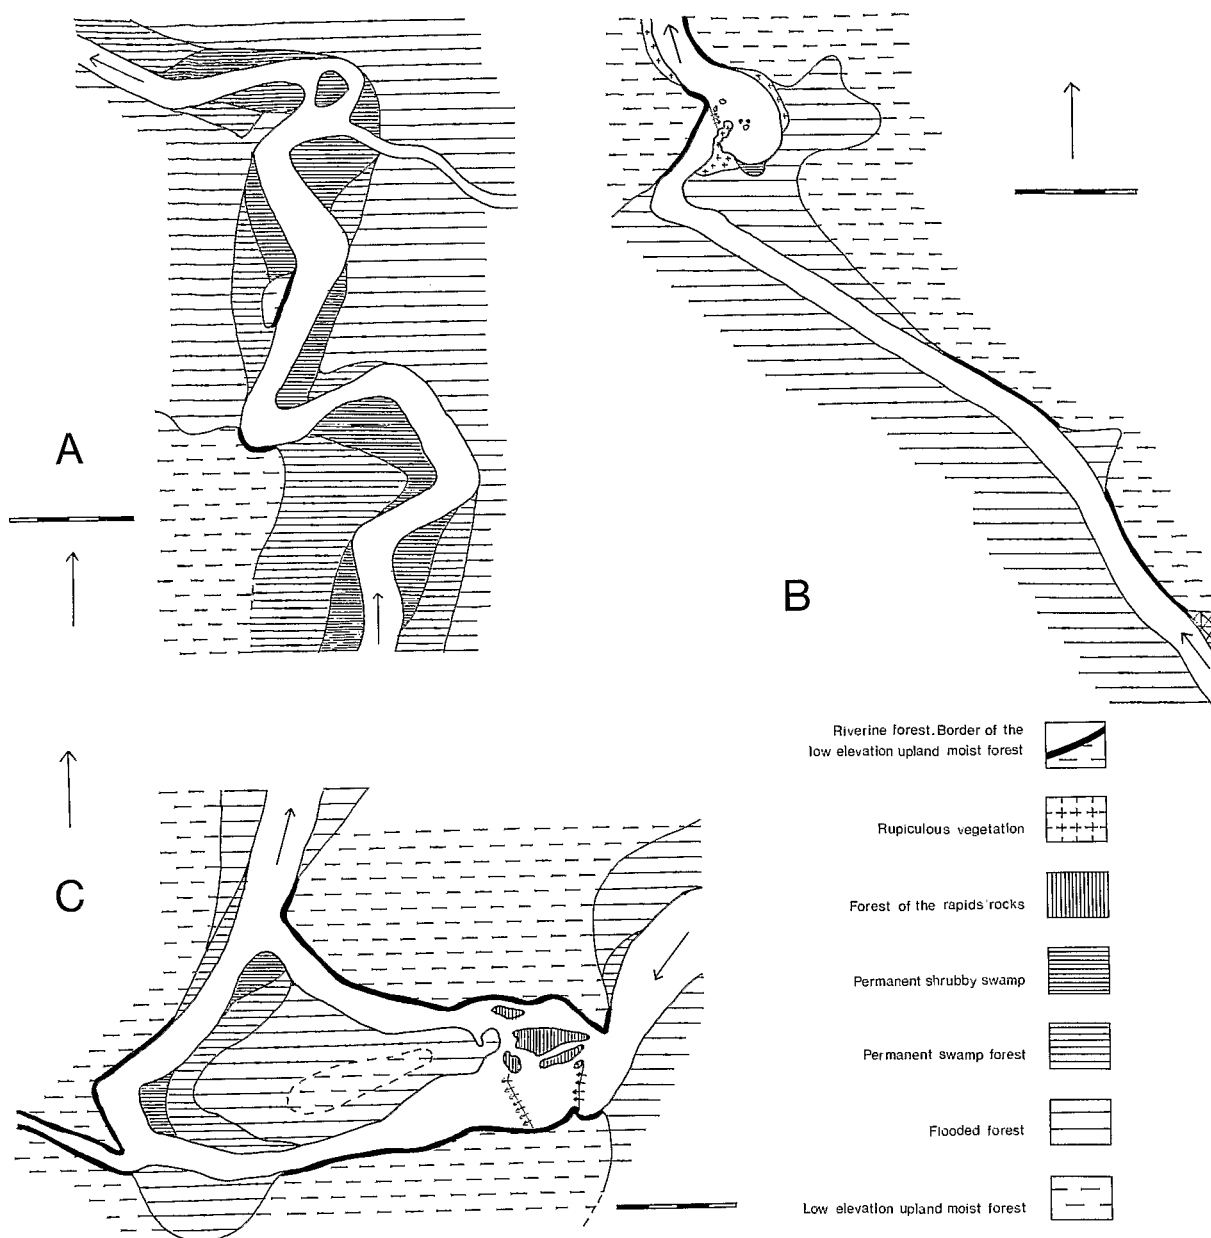 A
B
C
Riverine forest. Border of the
low elevation upland moist forest
Rupiculous vegetation
Forest of the rapids' rocks
Permanent shrubby swamp
Permanent swamp forest
Flooded forest
Low elevation upland moist forest